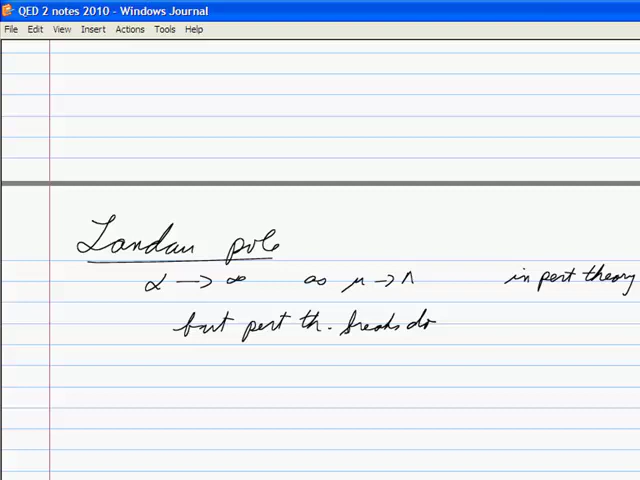 QED 2 notes 2010 - Windows Journal
File Edit View Insert Actions Tools Help
Landau pole
α → ∞ as μ → Λ in pert theory
but pert th. breaks do